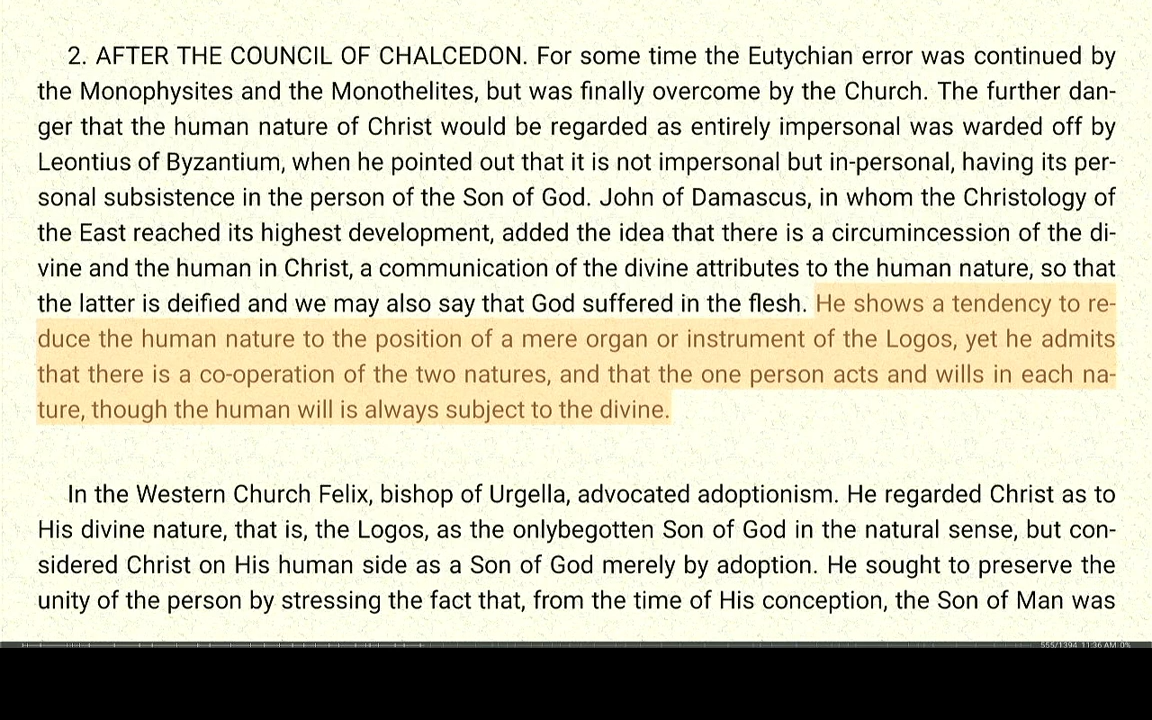 2. AFTER THE COUNCIL OF CHALCEDON. For some time the Eutychian error was continued by
the Monophysites and the Monothelites, but was finally overcome by the Church. The further dan-
ger that the human nature of Christ would be regarded as entirely impersonal was warded off by
Leontius of Byzantium, when he pointed out that it is not impersonal but in-personal, having its per-
sonal subsistence in the person of the Son of God. John of Damascus, in whom the Christology of
the East reached its highest development, added the idea that there is a circumincession of the di-
vine and the human in Christ, a communication of the divine attributes to the human nature, so that
the latter is deified and we may also say that God suffered in the flesh. He shows a tendency to re-
duce the human nature to the position of a mere organ or instrument of the Logos, yet he admits
that there is a co-operation of the two natures, and that the one person acts and wills in each na-
ture, though the human will is always subject to the divine.
In the Western Church Felix, bishop of Urgella, advocated adoptionism. He regarded Christ as to
His divine nature, that is, the Logos, as the onlybegotten Son of God in the natural sense, but con-
sidered Christ on His human side as a Son of God merely by adoption. He sought to preserve the
unity of the person by stressing the fact that, from the time of His conception, the Son of Man was
555/1394 11:36 AM 0%